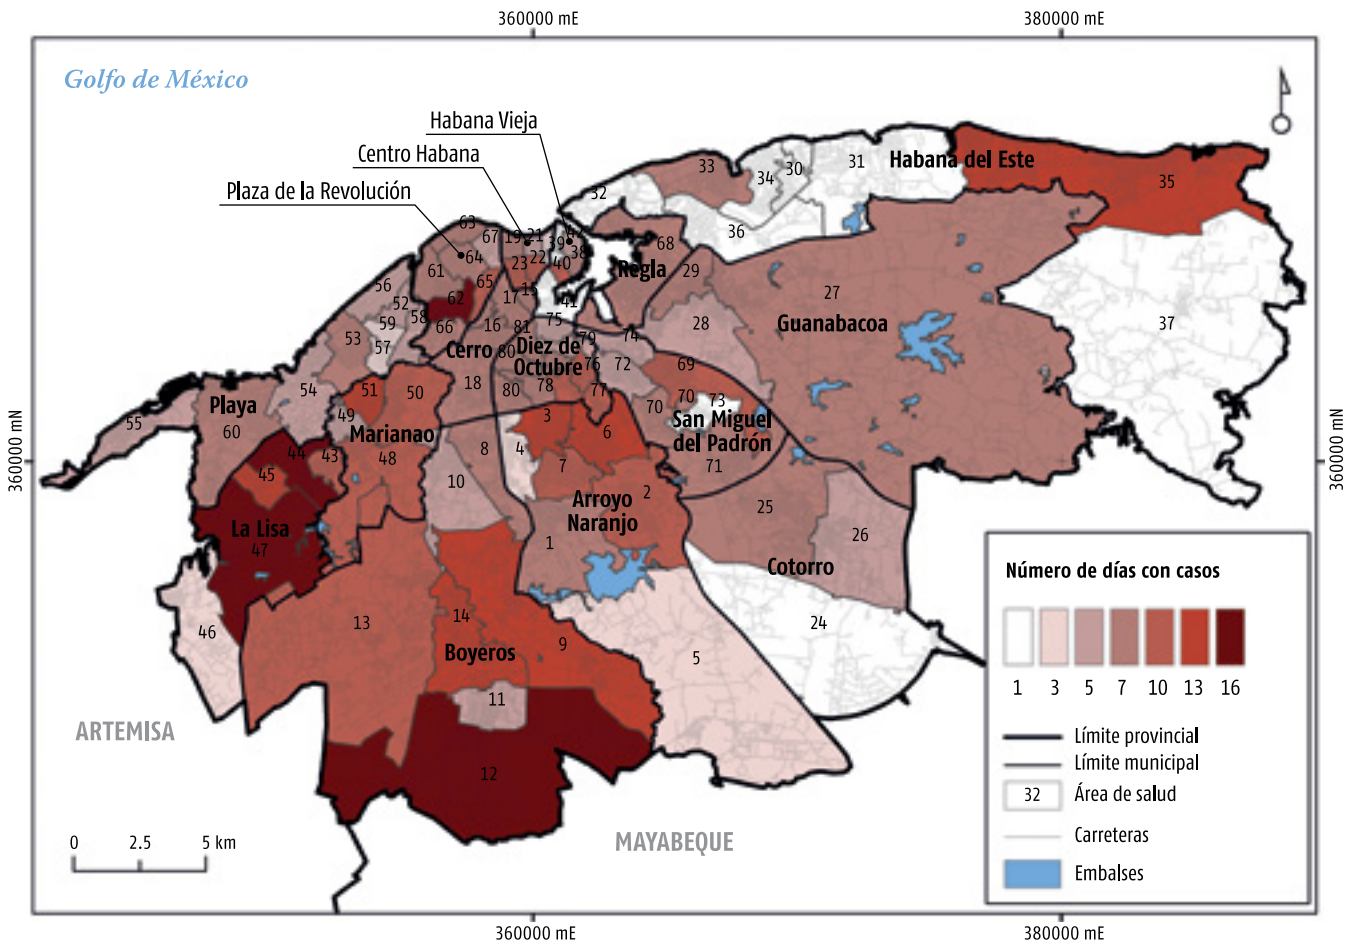 360000 mE
380000 mE
Golfo de México
Habana Vieja
Centro Habana
Plaza de la Revolución
Habana del Este
33
34
30
31
35
32
36
63
67
19
21
39
42
38
68
64
23
22
40
61
65
Regla
29
56
52
62
17
15
41
27
37
59
58
66
16
81
75
28
Guanabacoa
53
57
Cerro
80
Diez de
Octubre
79
74
76
72
69
54
51
50
18
80
78
77
70
70
73
55
Playa
60
49
Marianao
3
6
San Miguel
del Padrón
44
43
48
8
4
7
71
45
10
Arroyo
Naranjo
2
25
26
La Lisa
47
1
Cotorro
46
13
14
9
5
24
Boyeros
11
12
ARTEMISA
MAYABEQUE
360000 mN
360000 mN
Número de días con casos
1 3 5 7 10 13 16
Límite provincial
Límite municipal
32 Área de salud
Carreteras
Embalses
0 2.5 5 km
360000 mE
380000 mE